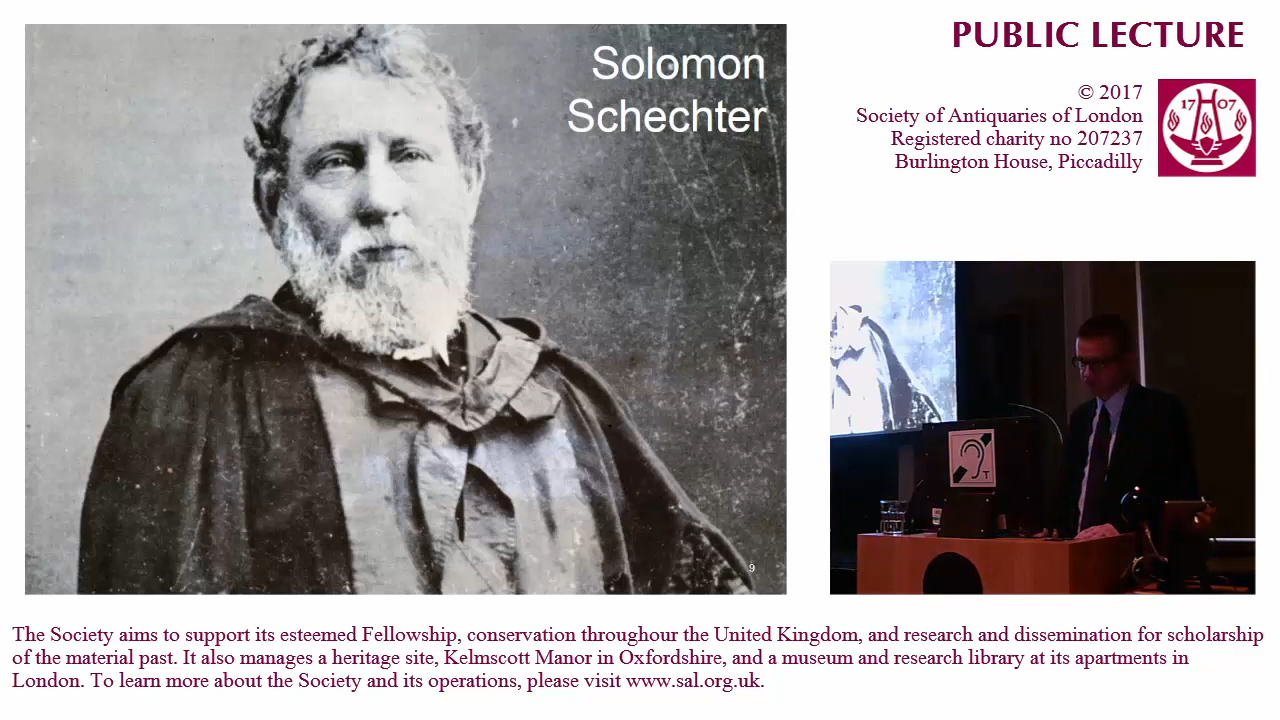 Solomon
Schechter
9
PUBLIC LECTURE
© 2017
Society of Antiquaries of London
Registered charity no 207237
Burlington House, Piccadilly
17 07
T
The Society aims to support its esteemed Fellowship, conservation throughour the United Kingdom, and research and dissemination for scholarship
of the material past. It also manages a heritage site, Kelmscott Manor in Oxfordshire, and a museum and research library at its apartments in
London. To learn more about the Society and its operations, please visit www.sal.org.uk.